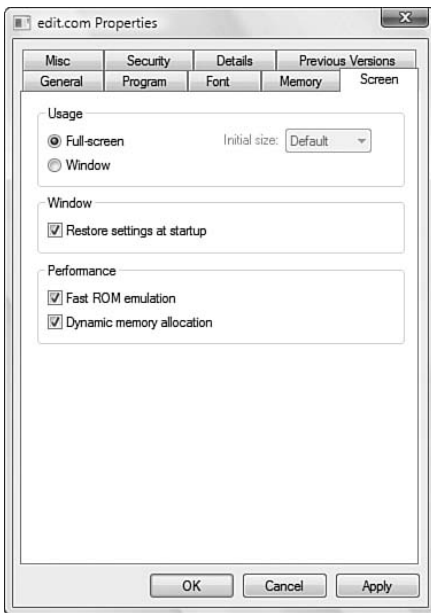 edit.com Properties
Misc Security Details Previous Versions
General Program Font Memory Screen
Usage
Full-screen Initial size: Default
Window
Window
Restore settings at startup
Performance
Fast ROM emulation
Dynamic memory allocation
OK Cancel Apply